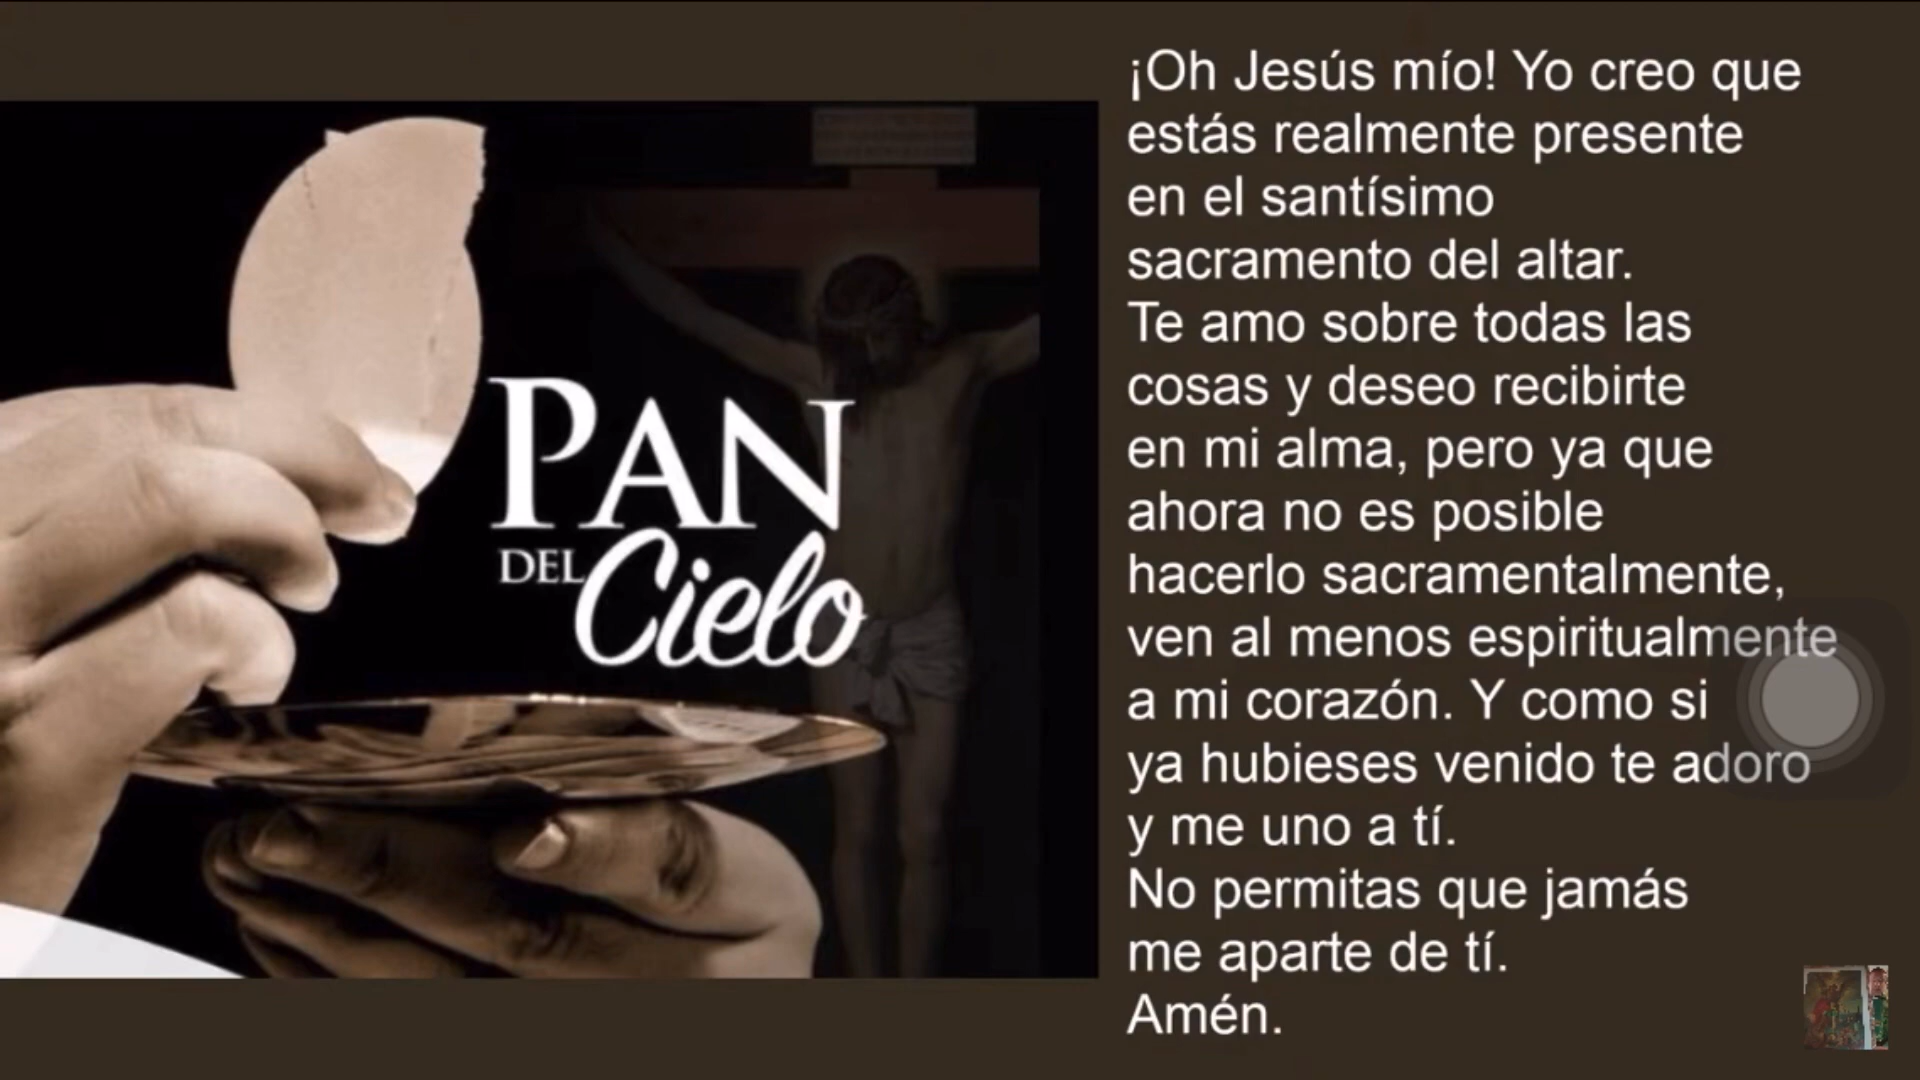 PAN
DEL Cielo
¡Oh Jesús mío! Yo creo que
estás realmente presente
en el santísimo
sacramento del altar.
Te amo sobre todas las
cosas y deseo recibirte
en mi alma, pero ya que
ahora no es posible
hacerlo sacramentalmente,
ven al menos espiritualmente
a mi corazón. Y como si
ya hubieses venido te adoro
y me uno a tí.
No permitas que jamás
me aparte de tí.
Amén.